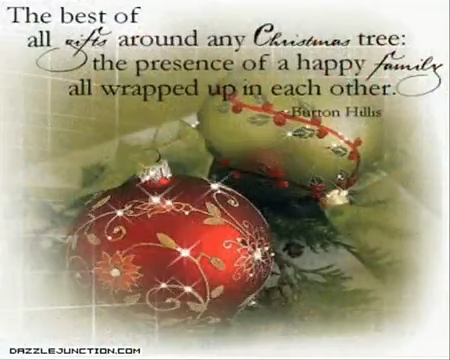 The best of
all gifts around any Christmas tree:
the presence of a happy family
all wrapped up in each other.
Burton Hillis
DAZZLEJUNCTION.COM